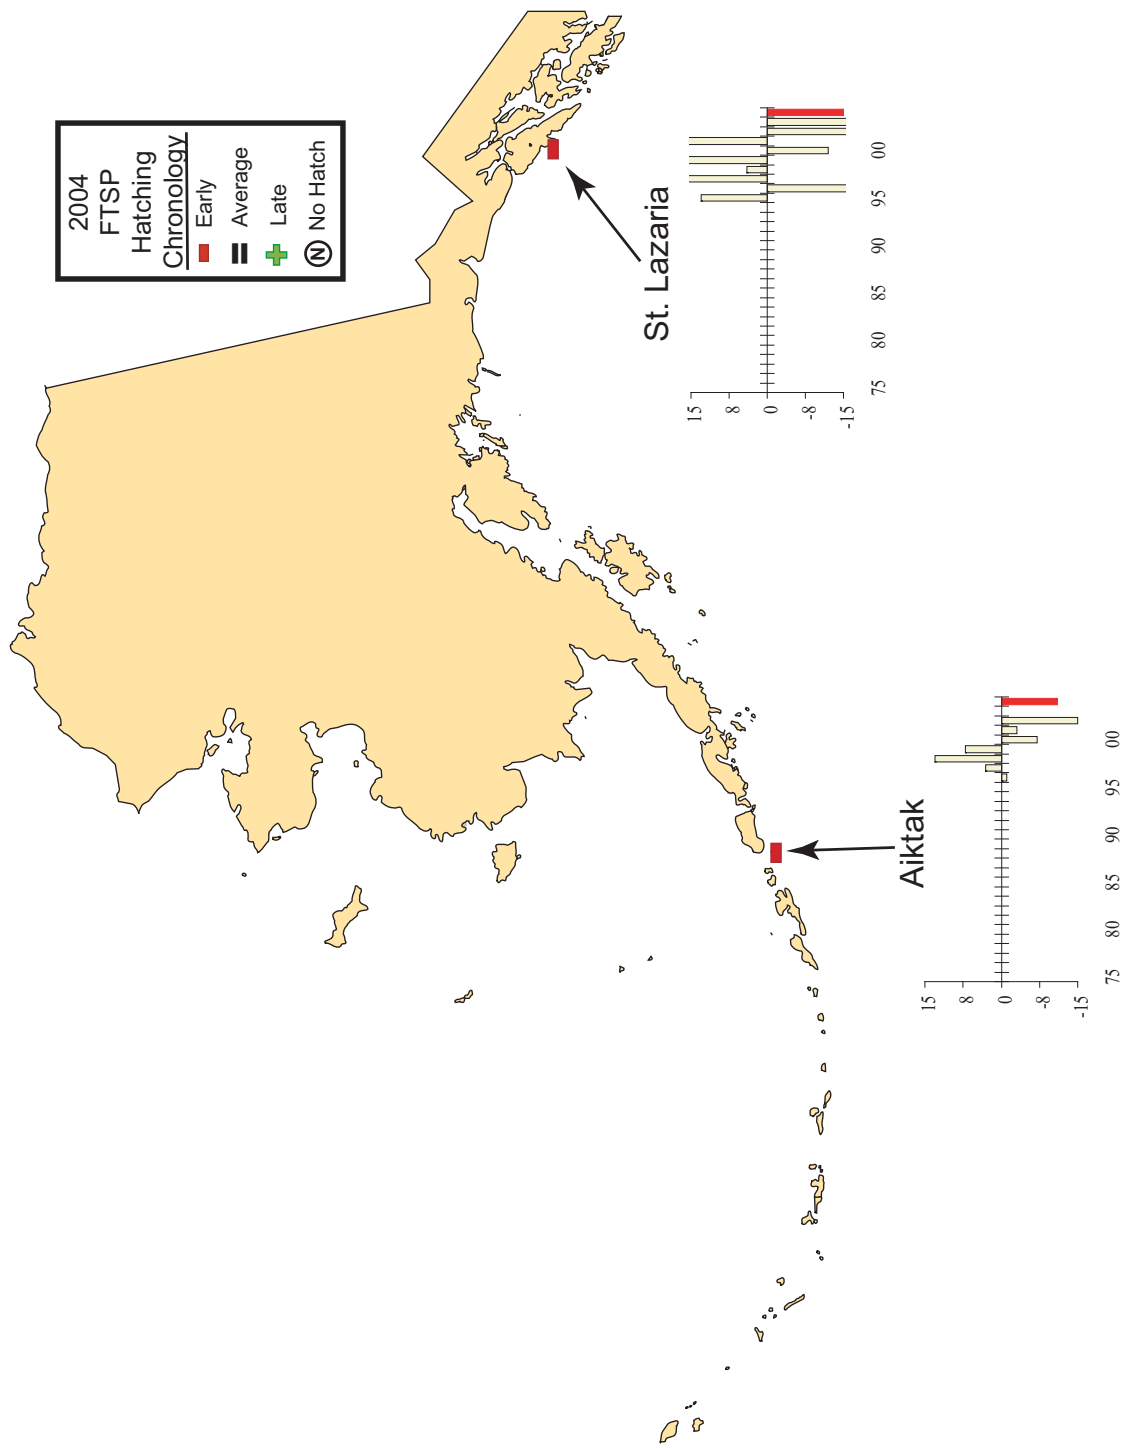 2004
FTSP
Hatching
Chronology
Early
Average
Late
N No Hatch
St. Lazaria
15
8
0
-8
-15
75 80 85 90 95 00
Aiktak
15
8
0
-8
-15
75 80 85 90 95 00